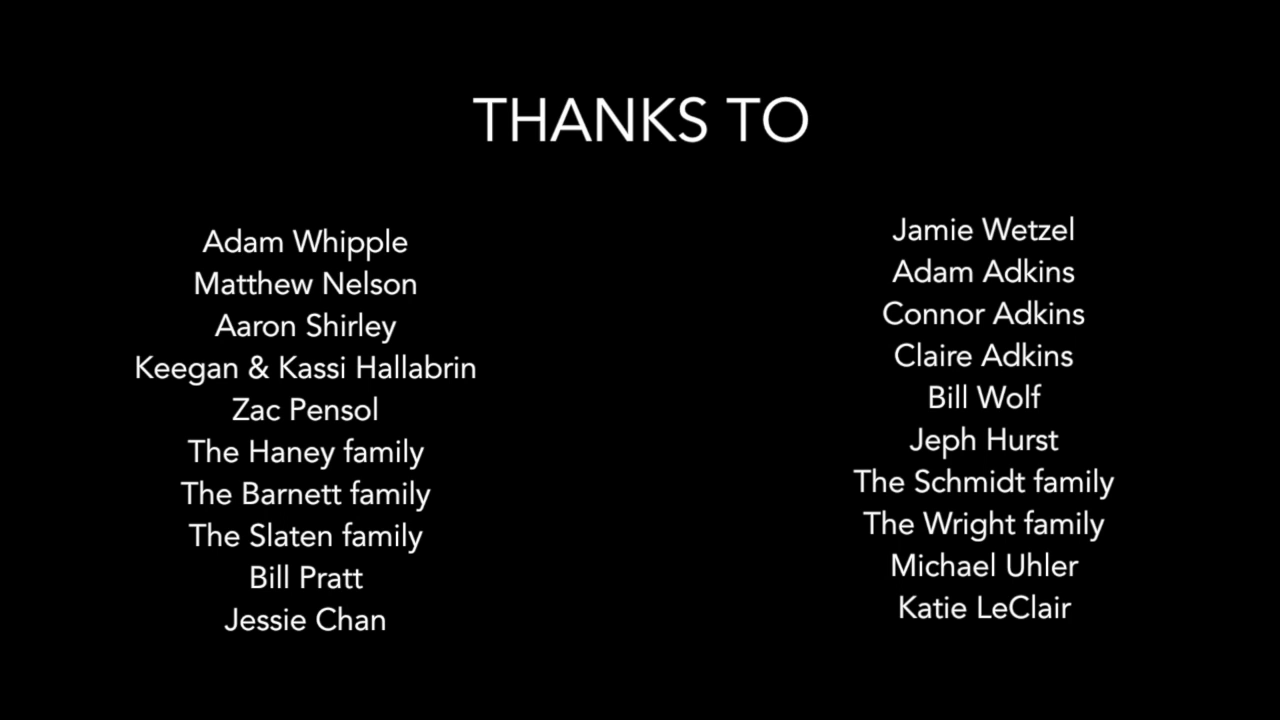 THANKS TO
Adam Whipple
Matthew Nelson
Aaron Shirley
Keegan & Kassi Hallabrin
Zac Pensol
The Haney family
The Barnett family
The Slaten family
Bill Pratt
Jessie Chan
Jamie Wetzel
Adam Adkins
Connor Adkins
Claire Adkins
Bill Wolf
Jeph Hurst
The Schmidt family
The Wright family
Michael Uhler
Katie LeClair